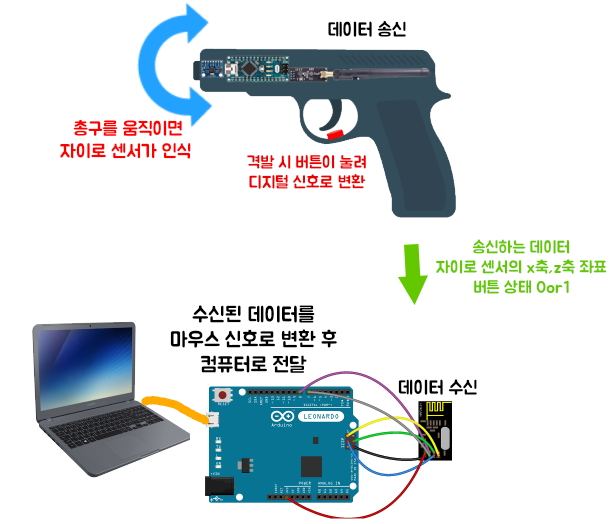 데이터 송신
총구를 움직이면
자이로 센서가 인식
격발 시 버튼이 눌려
디지털 신호로 변환
송신하는 데이터
자이로 센서의 x축,z축 좌표
버튼 상태 0or1
수신된 데이터를
마우스 신호로 변환 후
컴퓨터로 전달
데이터 수신
LEONARDO
Arduino